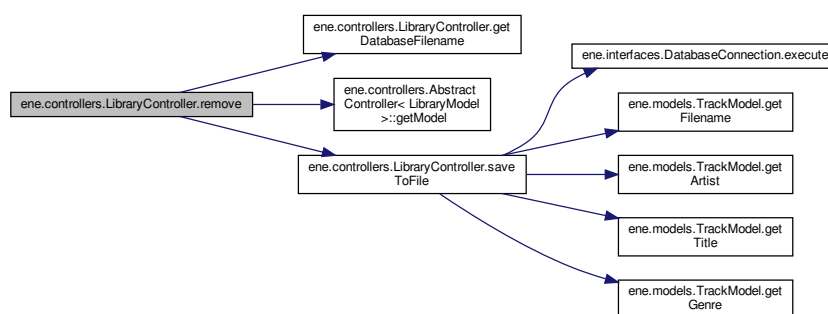 ene.controllers.LibraryController.remove
ene.controllers.LibraryController.get
DatabaseFilename
ene.controllers.Abstract
Controller< LibraryModel
>::getModel
ene.controllers.LibraryController.save
ToFile
ene.interfaces.DatabaseConnection.execute
ene.models.TrackModel.get
Filename
ene.models.TrackModel.get
Artist
ene.models.TrackModel.get
Title
ene.models.TrackModel.get
Genre